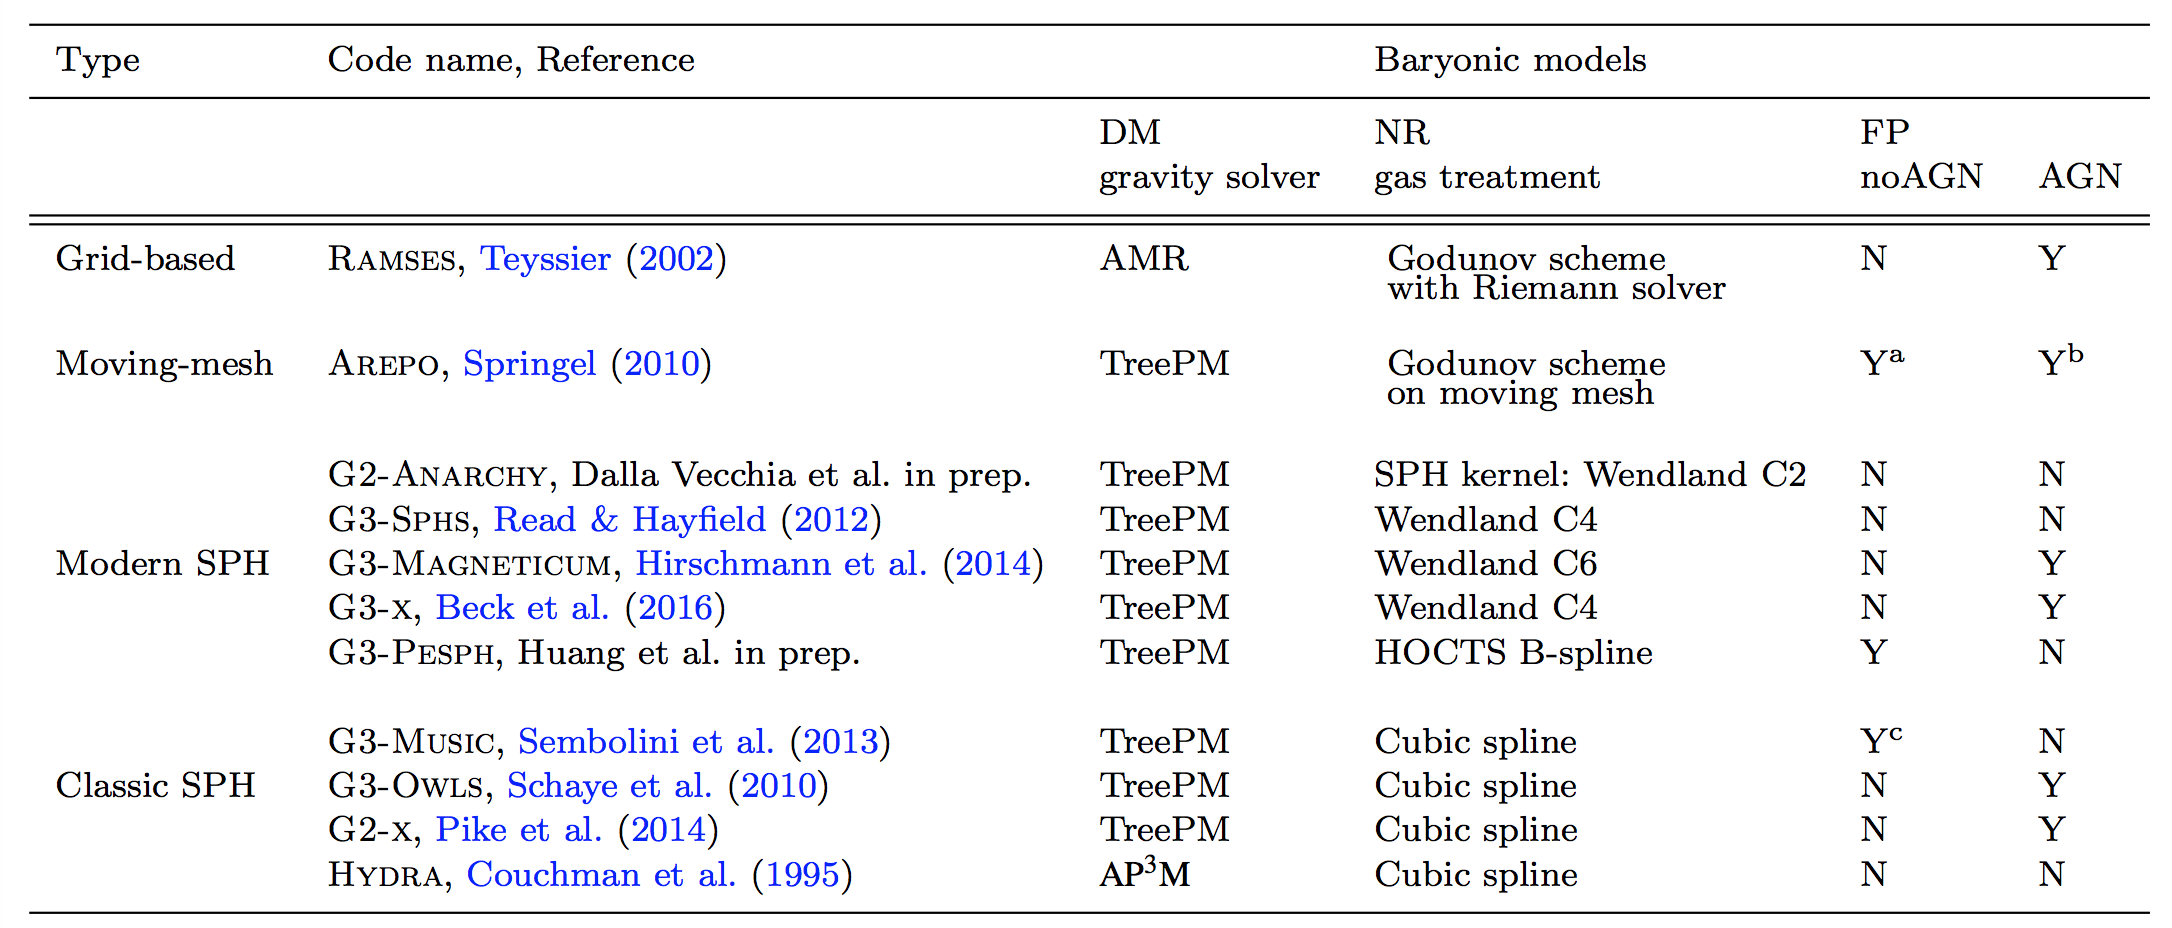 Type Code name, Reference Baryonic models
DM NR FP
gravity solver gas treatment noAGN AGN
Grid-based RAMSES, Teyssier (2002) AMR Godunov scheme N Y
with Riemann solver
Moving-mesh AREPO, Springel (2010) TreePM Godunov scheme Yᵃ Yᵇ
on moving mesh
G2-ANARCHY, Dalla Vecchia et al. in prep. TreePM SPH kernel: Wendland C2 N N
G3-SPHS, Read & Hayfield (2012) TreePM Wendland C4 N N
Modern SPH G3-MAGNETICUM, Hirschmann et al. (2014) TreePM Wendland C6 N Y
G3-X, Beck et al. (2016) TreePM Wendland C4 N Y
G3-PESPH, Huang et al. in prep. TreePM HOCTS B-spline Y N
G3-MUSIC, Sembolini et al. (2013) TreePM Cubic spline Yᶜ N
Classic SPH G3-OWLS, Schaye et al. (2010) TreePM Cubic spline N Y
G2-X, Pike et al. (2014) TreePM Cubic spline N Y
HYDRA, Couchman et al. (1995) AP³M Cubic spline N N